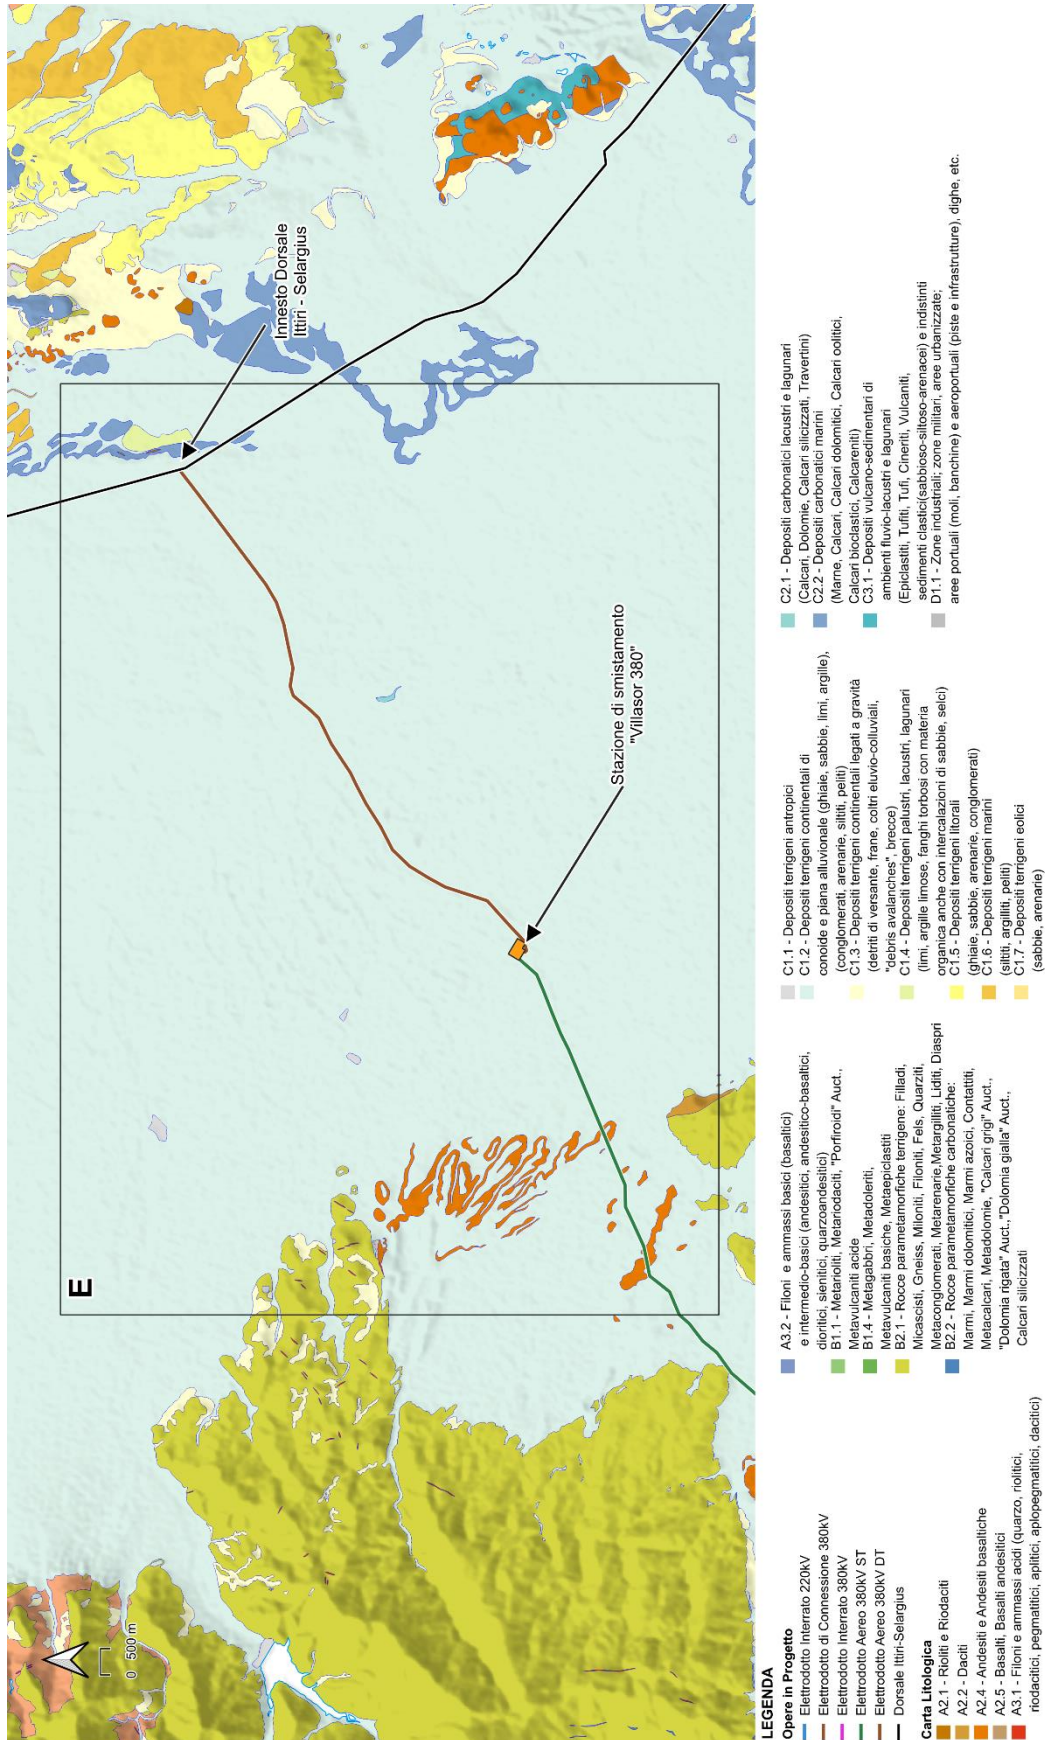 E
Innesto Dorsale
Ittiri - Selargius
Stazione di smistamento
"Villasor 380"
0 500 m
LEGENDA
Opere in Progetto
Elettrodotto Interrato 220kV
Elettrodotto di Connessione 380kV
Elettrodotto Interrato 380kV
Elettrodotto Aereo 380kV ST
Elettrodotto Aereo 380kV DT
Dorsale Ittiri-Selargius
Carta Litologica
A2.1 - Rioliti e Riodaciti
A2.2 - Daciti
A2.4 - Andesiti e Andesiti basaltiche
A2.5 - Basalti, Basalti andesitici
A3.1 - Filoni e ammassi acidi (quarzo, riolitici,
riodacitici, pegmatitici, aplitici, aplopegmatitici, dacitici)
A3.2 - Filoni e ammassi basici (basaltici)
e intermedio-basici (andesitici, andesitico-basaltici,
dioritici, sienitici, quarzoandesitici)
B1.1 - Metarioliti, Metariodaciti, "Porfiroidi" Auct.,
Metavulcaniti acide
B1.4 - Metagabbri, Metadoleriti,
Metavulcaniti basiche, Metaepiclastiti
B2.1 - Rocce parametamorfiche terrigene: Filladi,
Micascisti, Gneiss, Miloniti, Filoniti, Fels, Quarziti,
Metaconglomerati, Metarenarie,Metargilliti, Liditi, Diaspri
B2.2 - Rocce parametamorfiche carbonatiche:
Marmi, Marmi dolomitici, Marmi azoici, Contattiti,
Metacalcari, Metadolomie, "Calcari grigi" Auct.,
"Dolomia rigata" Auct., "Dolomia gialla" Auct.,
Calcari silicizzati
C1.1 - Depositi terrigeni antropici
C1.2 - Depositi terrigeni continentali di
conoide e piana alluvionale (ghiaie, sabbie, limi, argille),
(conglomerati, arenarie, siltiti, peliti)
C1.3 - Depositi terrigeni continentali legati a gravità
(detriti di versante, frane, coltri eluvio-colluviali,
"debris avalanches", brecce)
C1.4 - Depositi terrigeni palustri, lacustri, lagunari
(limi, argille limose, fanghi torbosi con materia
organica anche con intercalazioni di sabbie, selci)
C1.5 - Depositi terrigeni litorali
(ghiaie, sabbie, arenarie, conglomerati)
C1.6 - Depositi terrigeni marini
(siltiti, argilliti, peliti)
C1.7 - Depositi terrigeni eolici
(sabbie, arenarie)
C2.1 - Depositi carbonatici lacustri e lagunari
(Calcari, Dolomie, Calcari silicizzati, Travertini)
C2.2 - Depositi carbonatici marini
(Marne, Calcari, Calcari dolomitici, Calcari oolitici,
Calcari bioclastici, Calcareniti)
C3.1 - Depositi vulcano-sedimentari di
ambienti fluvio-lacustri e lagunari
(Epiclastiti, Tufiti, Tufi, Cineriti, Vulcaniti,
sedimenti clastici(sabbioso-siltoso-arenacei) e indistinti
D1.1 - Zone industriali; zone militari, aree urbanizzate;
aree portuali (moli, banchine) e aeroportuali (piste e infrastrutture), dighe, etc.